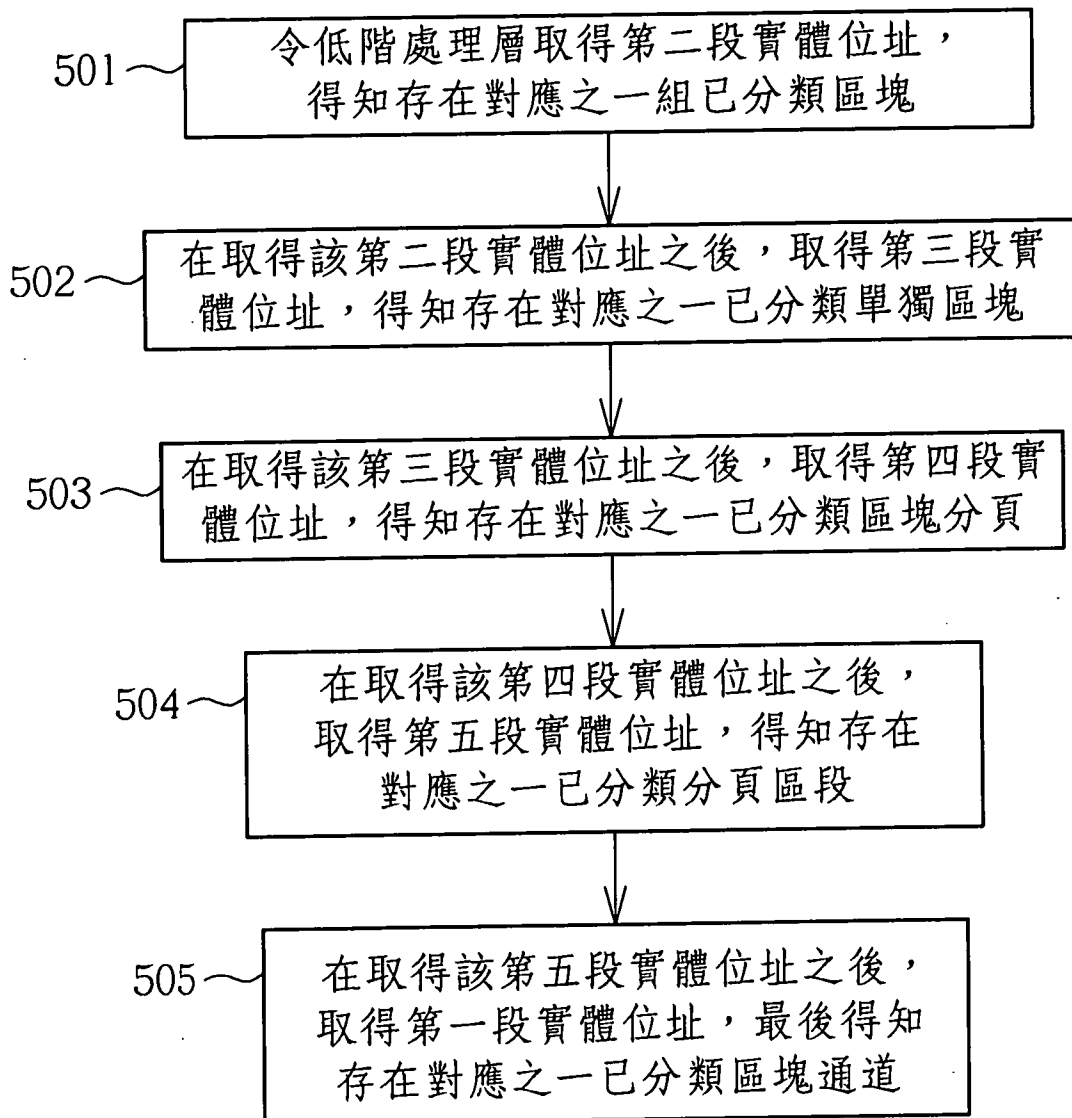 501
令低階處理層取得第二段實體位址，
得知存在對應之一組已分類區塊
502
在取得該第二段實體位址之後，取得第三段實
體位址，得知存在對應之一已分類單獨區塊
503
在取得該第三段實體位址之後，取得第四段實
體位址，得知存在對應之一已分類區塊分頁
504
在取得該第四段實體位址之後，
取得第五段實體位址，得知存在
對應之一已分類分頁區段
505
在取得該第五段實體位址之後，
取得第一段實體位址，最後得知
存在對應之一已分類區塊通道